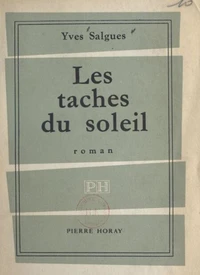 Yves Salgues
Les
taches
du soleil
roman
PH
PIERRE HORAY